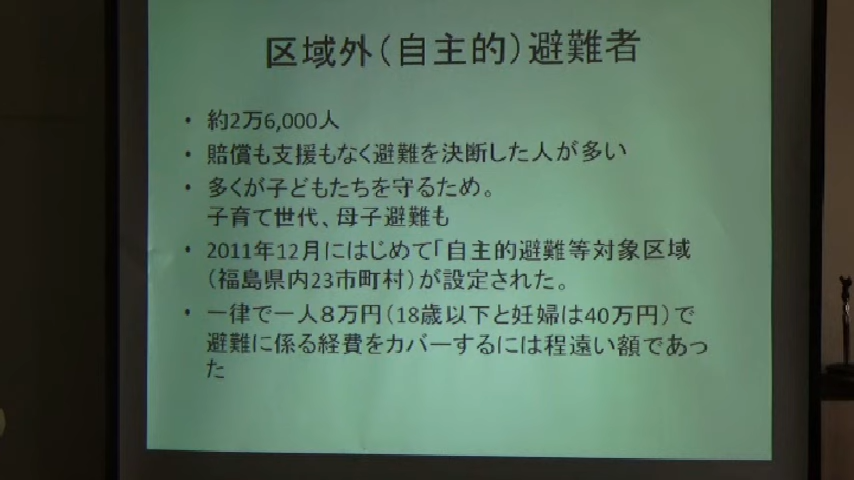 区域外（自主的）避難者
・ 約2万6,000人
・ 賠償も支援もなく避難を決断した人が多い
・ 多くが子どもたちを守るため。
子育て世代、母子避難も
・ 2011年12月にはじめて「自主的避難等対象区域
（福島県内23市町村）が設定された。
・ 一律で一人８万円（18歳以下と妊婦は40万円）で
避難に係る経費をカバーするには程遠い額であっ
た